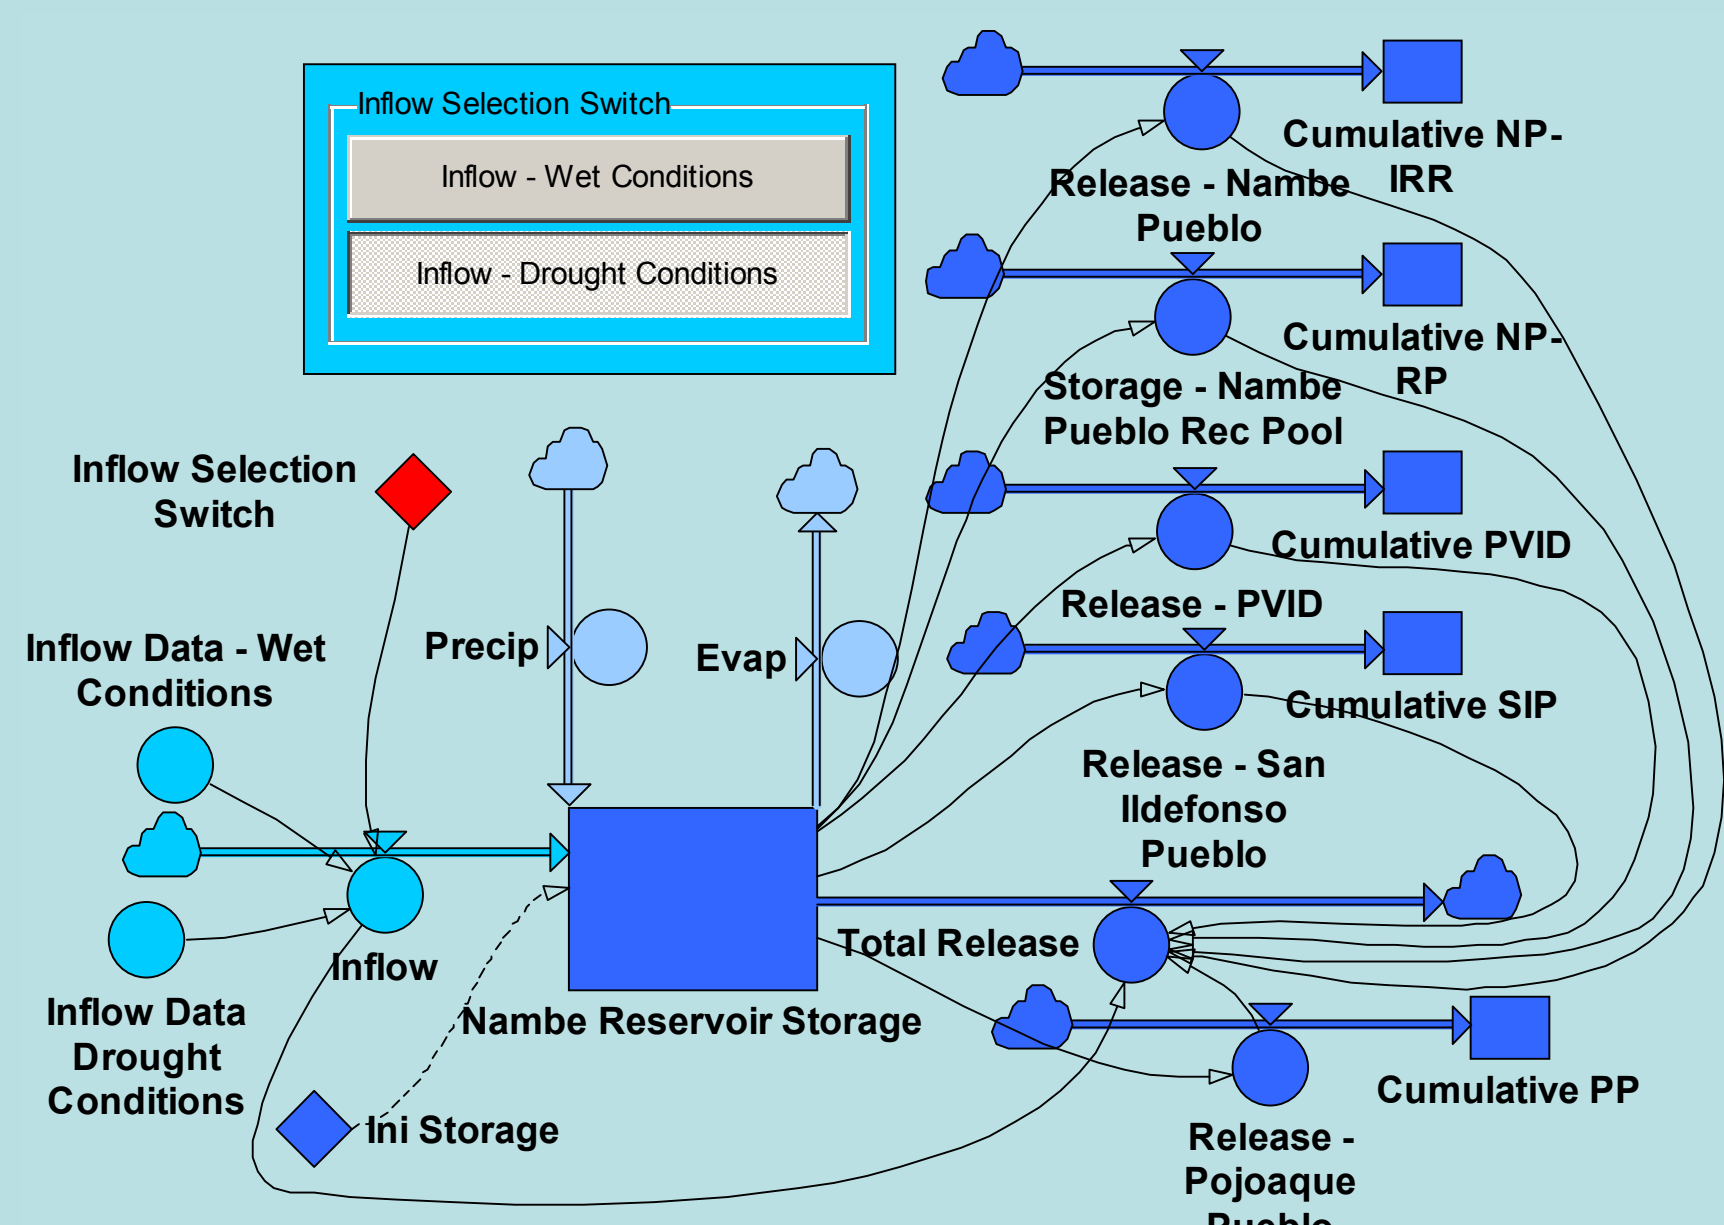 Inflow Selection Switch
Inflow - Wet Conditions
Inflow - Drought Conditions
Cumulative NP-
IRR
Release - Nambe
Pueblo
Cumulative NP-
RP
Storage - Nambe
Pueblo Rec Pool
Inflow Selection
Switch
Cumulative PVID
Release - PVID
Inflow Data - Wet
Conditions
Precip
Evap
Cumulative SIP
Release - San
Ildefonso
Pueblo
Inflow
Total Release
Inflow Data
Drought
Conditions
Nambe Reservoir Storage
Cumulative PP
Ini Storage
Release -
Pojoaque
Pueblo